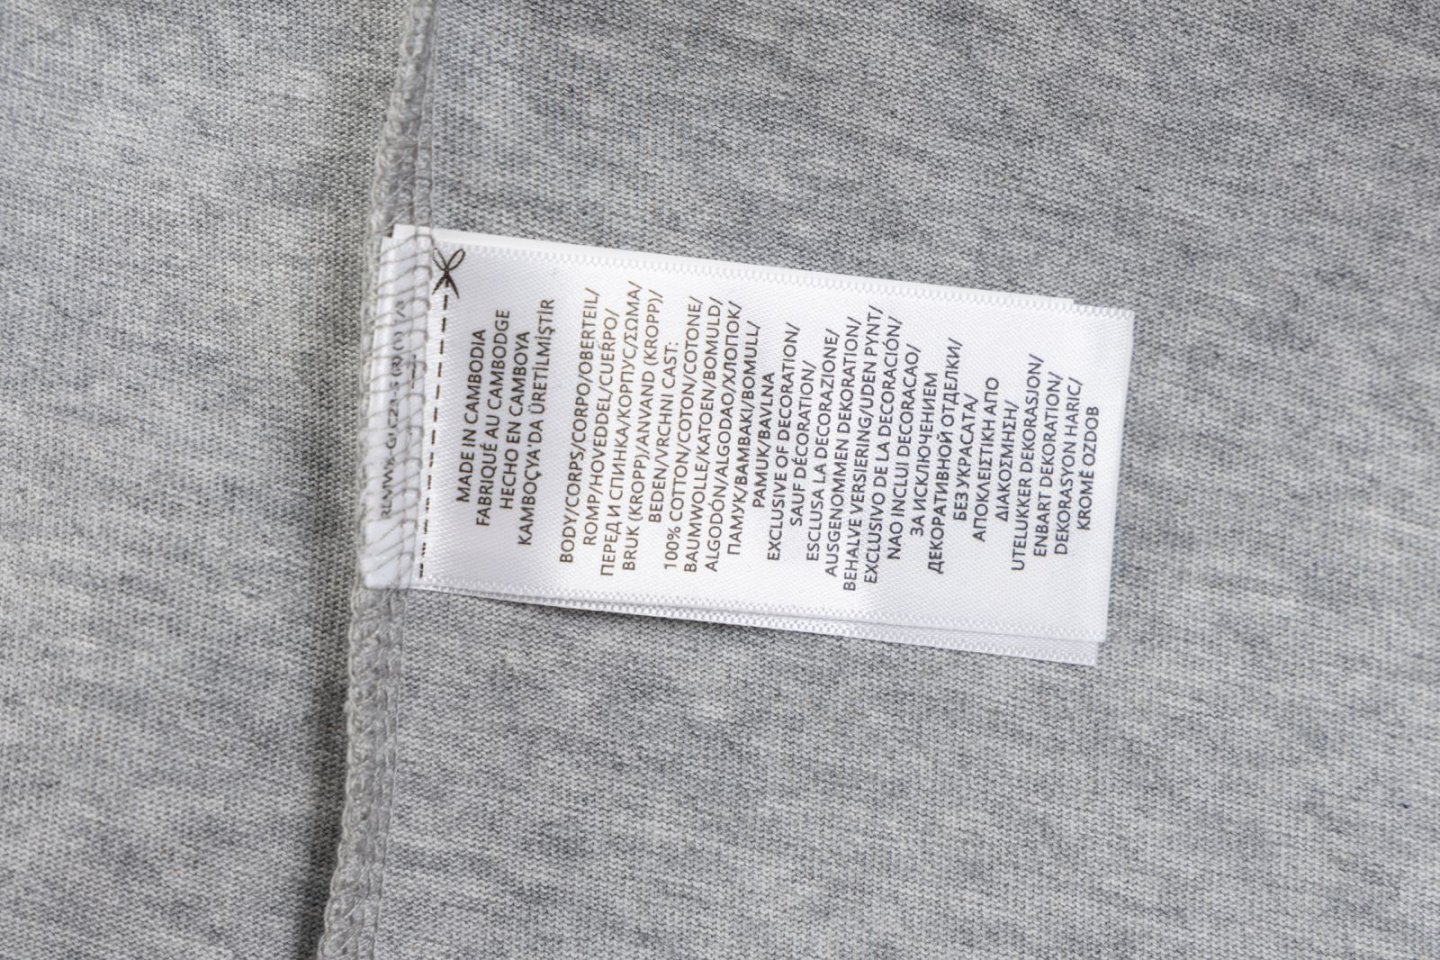 MADE IN CAMBODIA
FABRIQUÉ AU CAMBODGE
HECHO EN CAMBOYA
KAMBOÇYA'DA ÜRETİLMİŞTİR
BODY/CORPS/CORPO/OBERTEIL/
ROMP/HOVEDDEL/CUERPO/
ПЕРЕД И СПИНКА/КОРПУС/ΣΩΜΑ/
BRUK (KROPP)/ANVAND (KROPP)/
BEDEN/VRCHNI CAST:
100% COTTON/COTON/COTONE/
BAUMWOLLE/KATOEN/BOMULD/
ALGODÓN/ALGODAO/ХЛОПОК/
ПАМУК/BAMBAKI/BOMULL/
PAMUK/BAVLNA
EXCLUSIVE OF DECORATION/
SAUF DÉCORATION/
ESCLUSA LA DECORAZIONE/
AUSGENOMMEN DEKORATION/
BEHALVE VERSIERING/UDEN PYNT/
EXCLUSIVO DE LA DECORACIÓN/
NAO INCLUI DECORACAO/
ЗА ИСКЛЮЧЕНИЕМ
ДЕКОРАТИВНОЙ ОТДЕЛКИ/
БЕЗ УКРАСАТА/
ΑΠΟΚΛΕΙΣΤΙΚΗ ΑΠΟ
ΔΙΑΚΟΣΜΗΣΗ/
UTELUKKER DEKORASJON/
ENBART DEKORATION/
DEKORASYON HARIC/
KROMĚ OZDOB